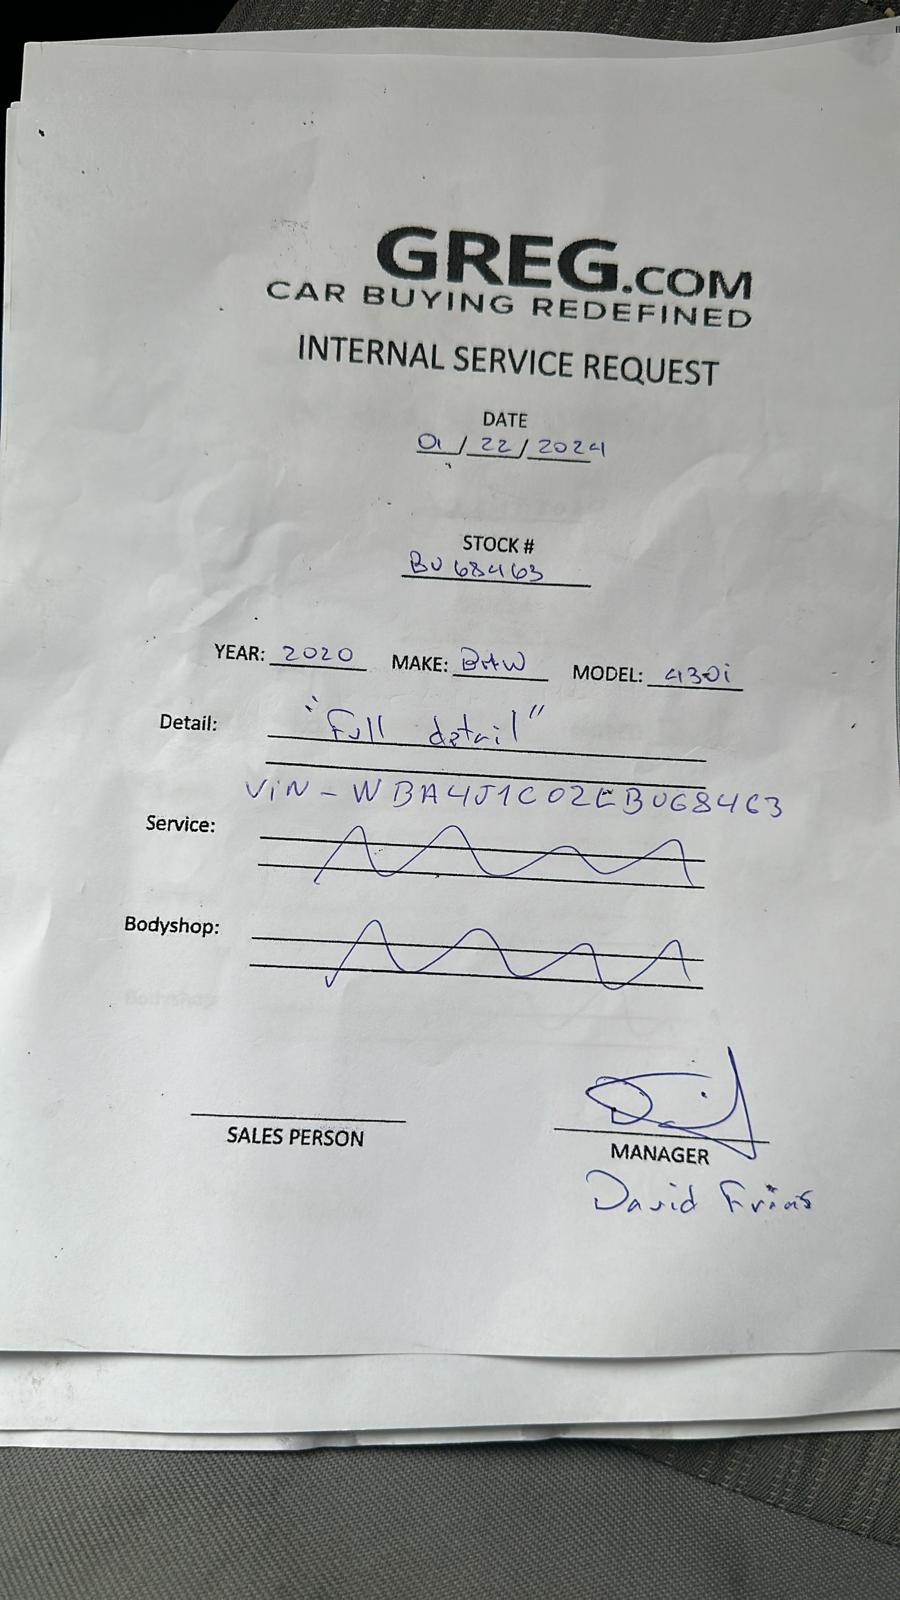 GREG.COM
CAR BUYING REDEFINED
INTERNAL SERVICE REQUEST
DATE
01/22/2024
STOCK #
BU68463
YEAR: 2020 MAKE: BMW MODEL: 430i
Detail: "Full detail"
VIN - WBA4J1C02LBU68463
Service:
Bodyshop:
SALES PERSON
MANAGER
David Frias